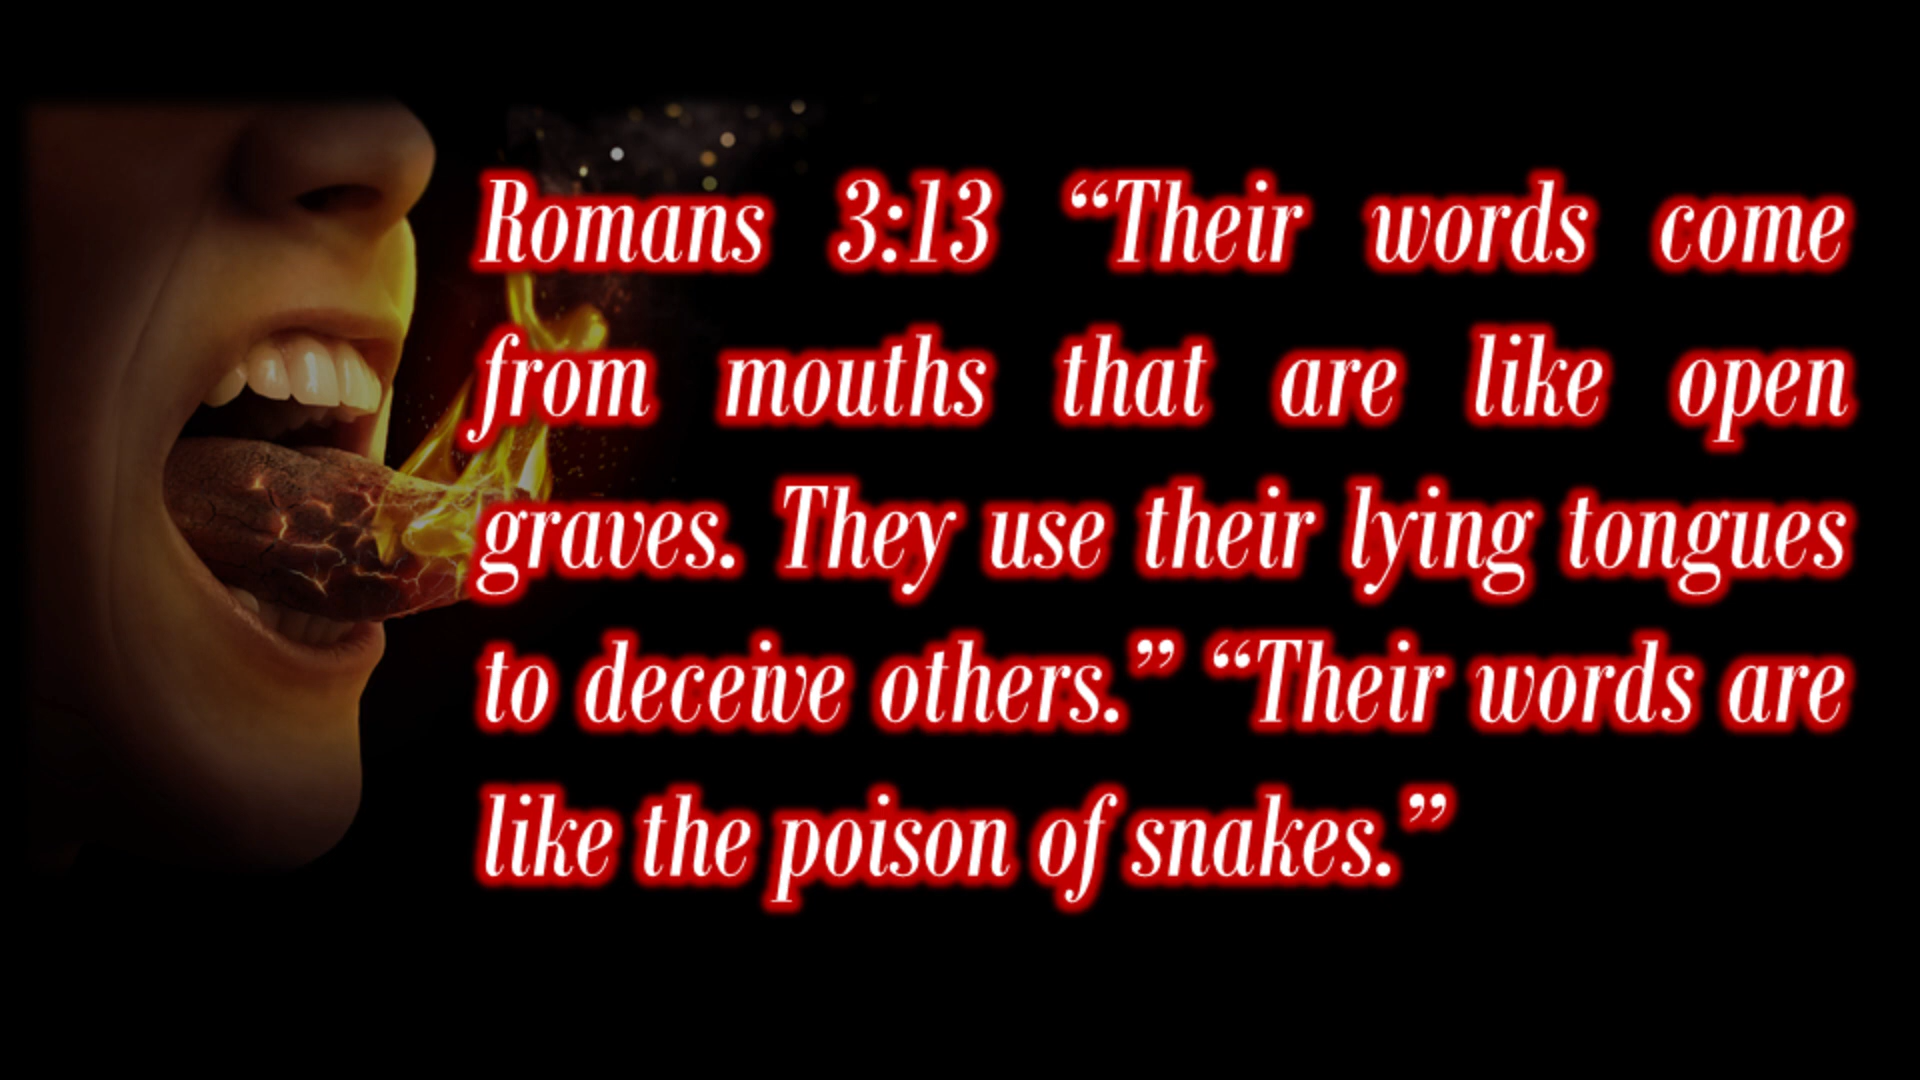 Romans 3:13 “Their words come
from mouths that are like open
graves. They use their lying tongues
to deceive others.” “Their words are
like the poison of snakes.”